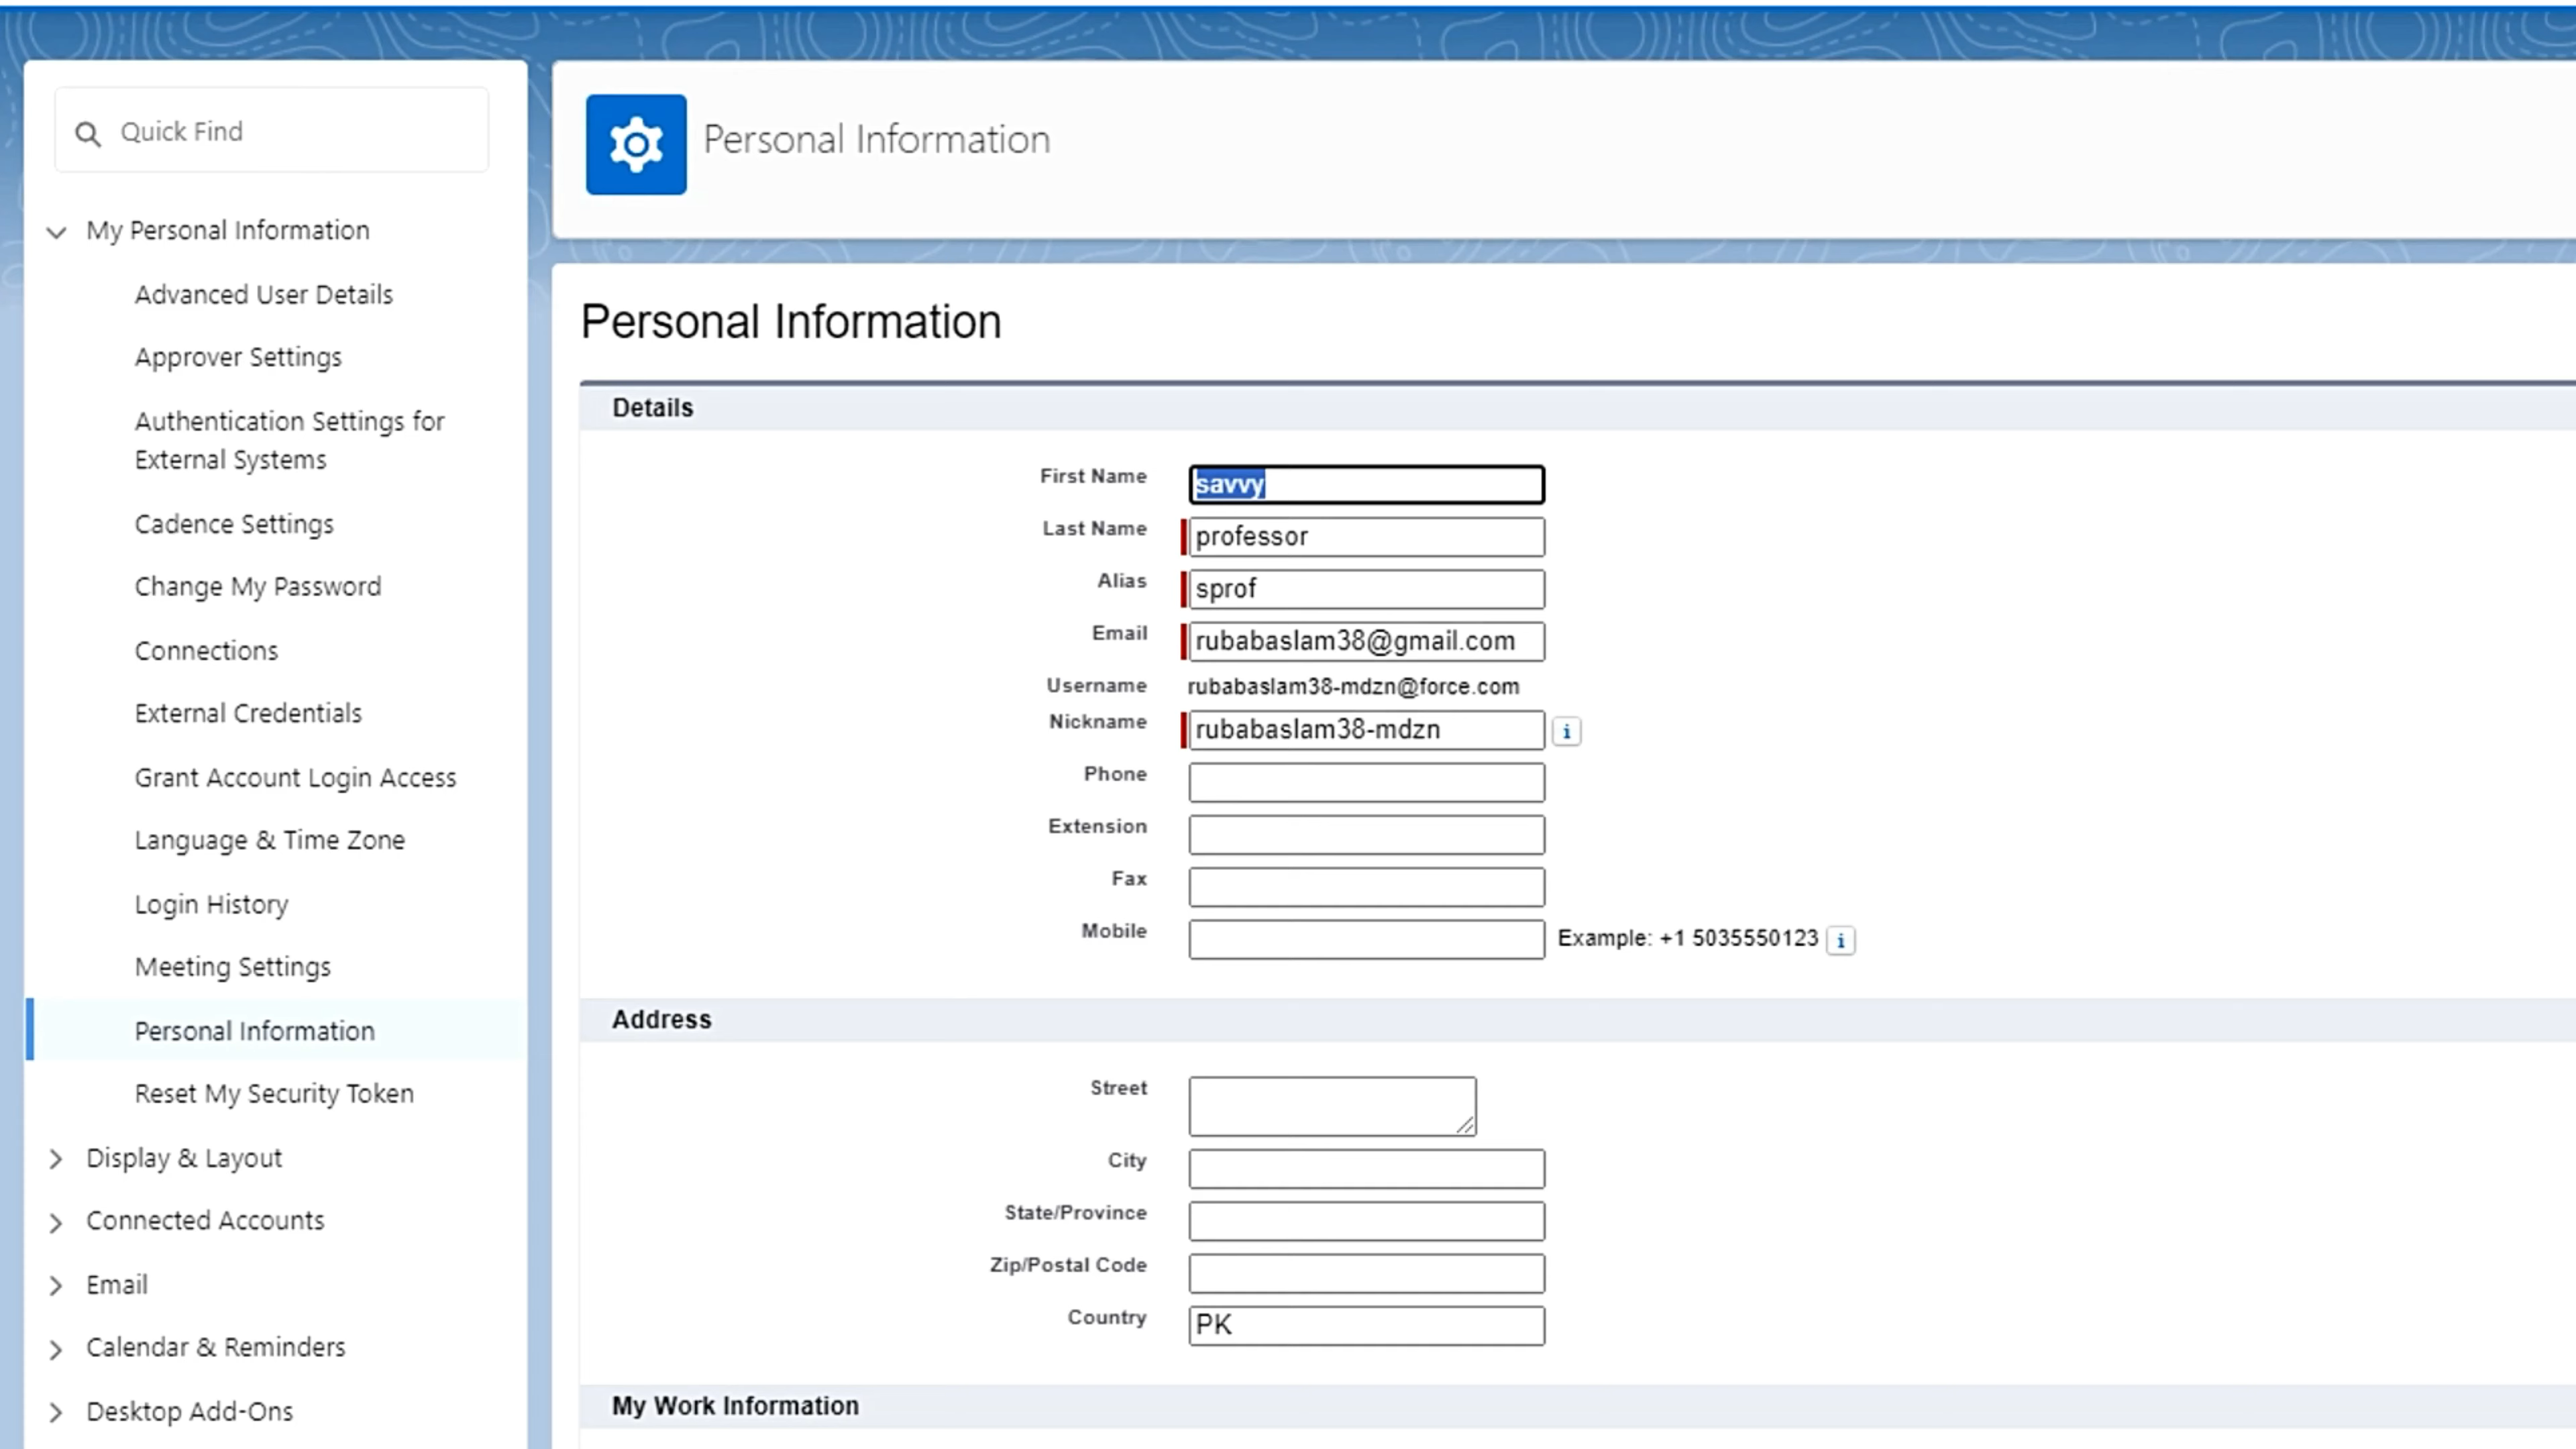 Quick Find
My Personal Information
Advanced User Details
Approver Settings
Authentication Settings for
External Systems
Cadence Settings
Change My Password
Connections
External Credentials
Grant Account Login Access
Language & Time Zone
Login History
Meeting Settings
Personal Information
Reset My Security Token
Display & Layout
Connected Accounts
Email
Calendar & Reminders
Desktop Add-Ons
Personal Information
Personal Information
Details
First Name savvy
Last Name professor
Alias sprof
Email rubabaslam38@gmail.com
Username rubabaslam38-mdzn@force.com
Nickname rubabaslam38-mdzn i
Phone
Extension
Fax
Mobile Example: +1 5035550123 i
Address
Street
City
State/Province
Zip/Postal Code
Country PK
My Work Information